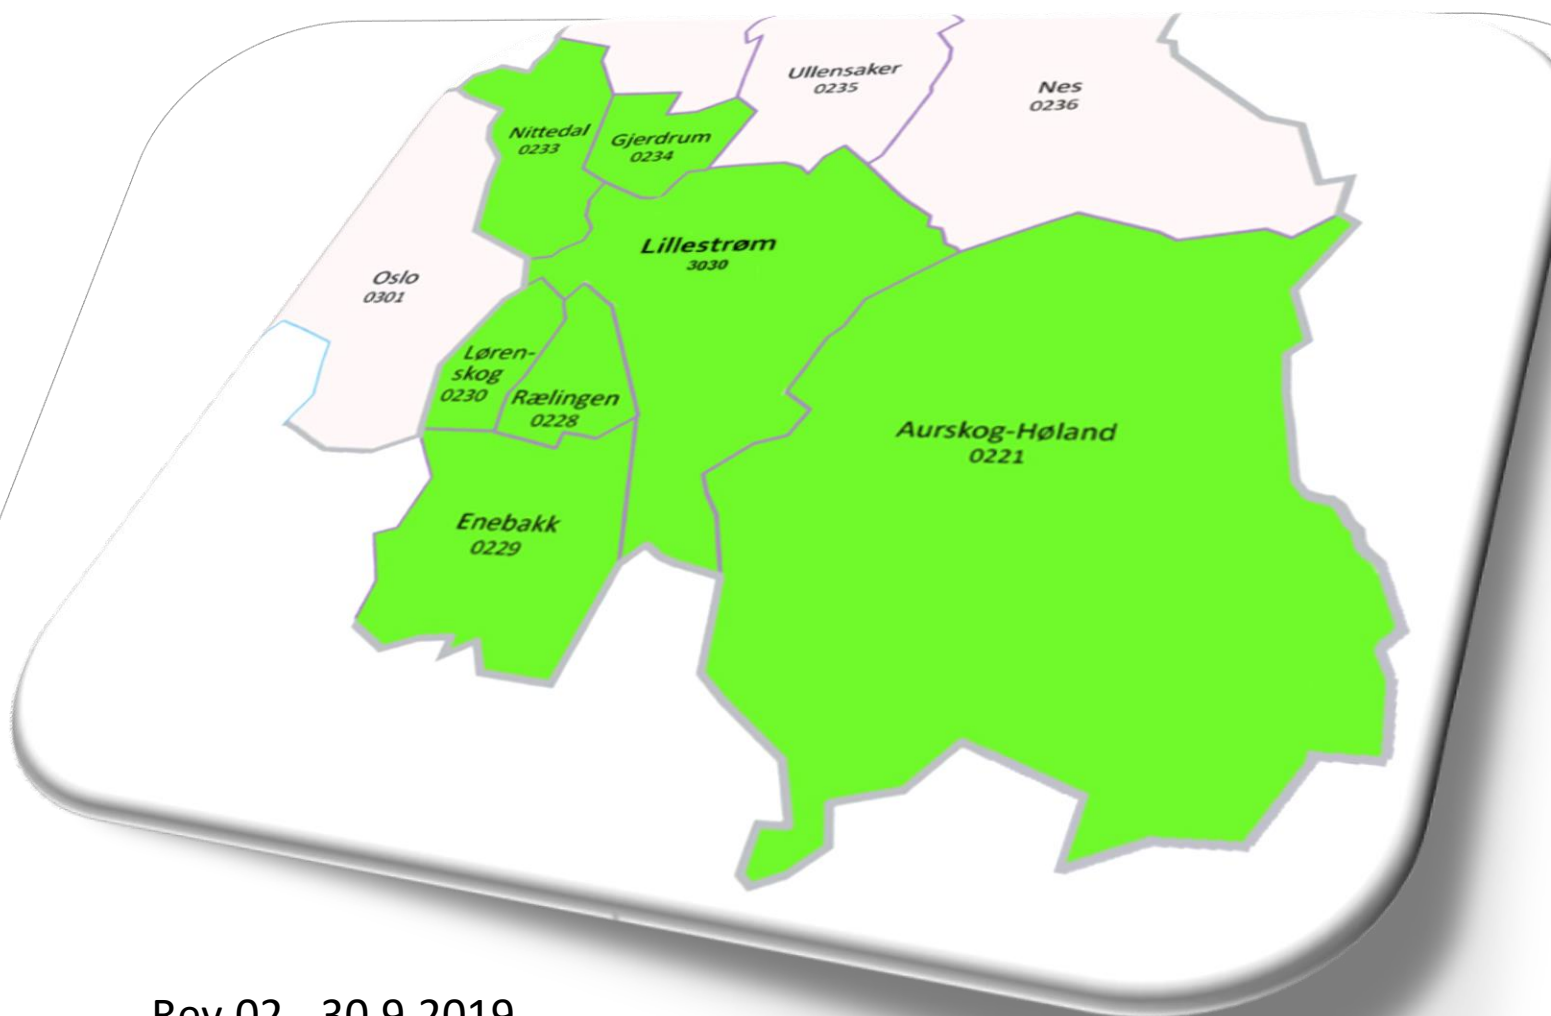 Ullensaker
0235
Nes
0236
Nittedal
0233
Gjerdrum
0234
Lillestrøm
3030
Oslo
0301
Løren-
skog
0230
Rælingen
0228
Aurskog-Høland
0221
Enebakk
0229
Rev 02 30.9.2019